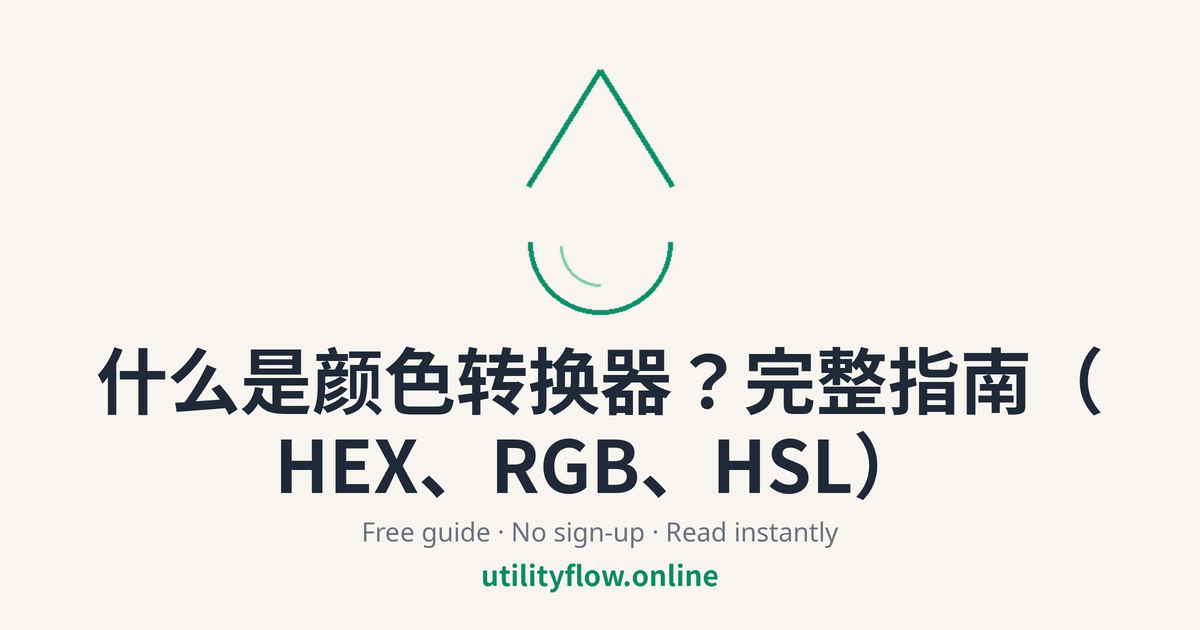 什么是颜色转换器？完整指南（
HEX、RGB、HSL）
Free guide · No sign-up · Read instantly
utilityflow.online